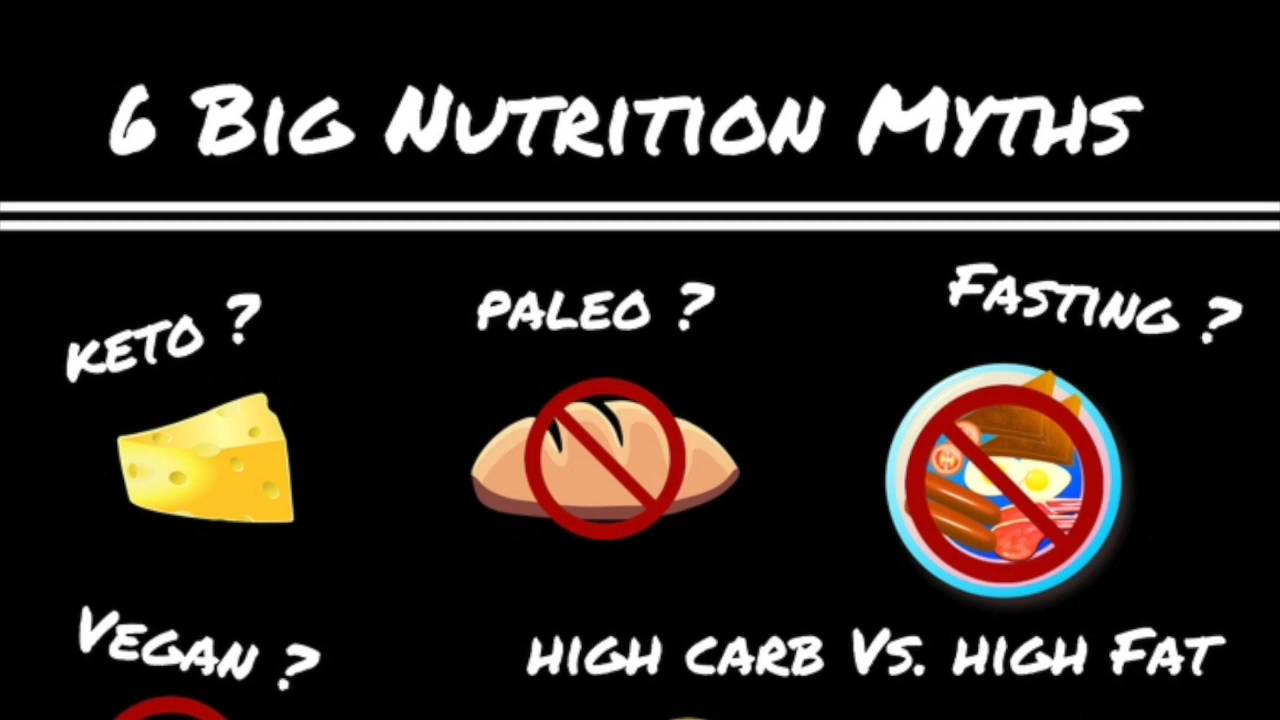 6 Big Nutrition Myths
Keto ?
Paleo ?
Fasting ?
Vegan ?
High Carb Vs. High Fat